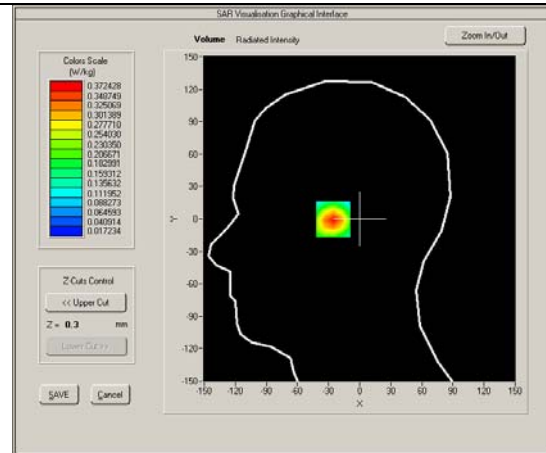 SAR Visualisation Graphical Interface
Volume Radiated Intensity
Zoom In/Out
Colors Scale
(W/kg)
0.372428
0.348749
0.325069
0.301389
0.277710
0.254030
0.230350
0.206671
0.182991
0.159312
0.135632
0.111952
0.088273
0.064593
0.040914
0.017234
Z Cuts Control
<< Upper Cut
Z = 0.3 mm
Lower Cut >>
SAVE Cancel
Y
150-
120-
90-
60-
30-
0-
-30-
-60-
-90-
-120-
-150-
-150 -120 -90 -60 -30 0 30 60 90 120 150
X